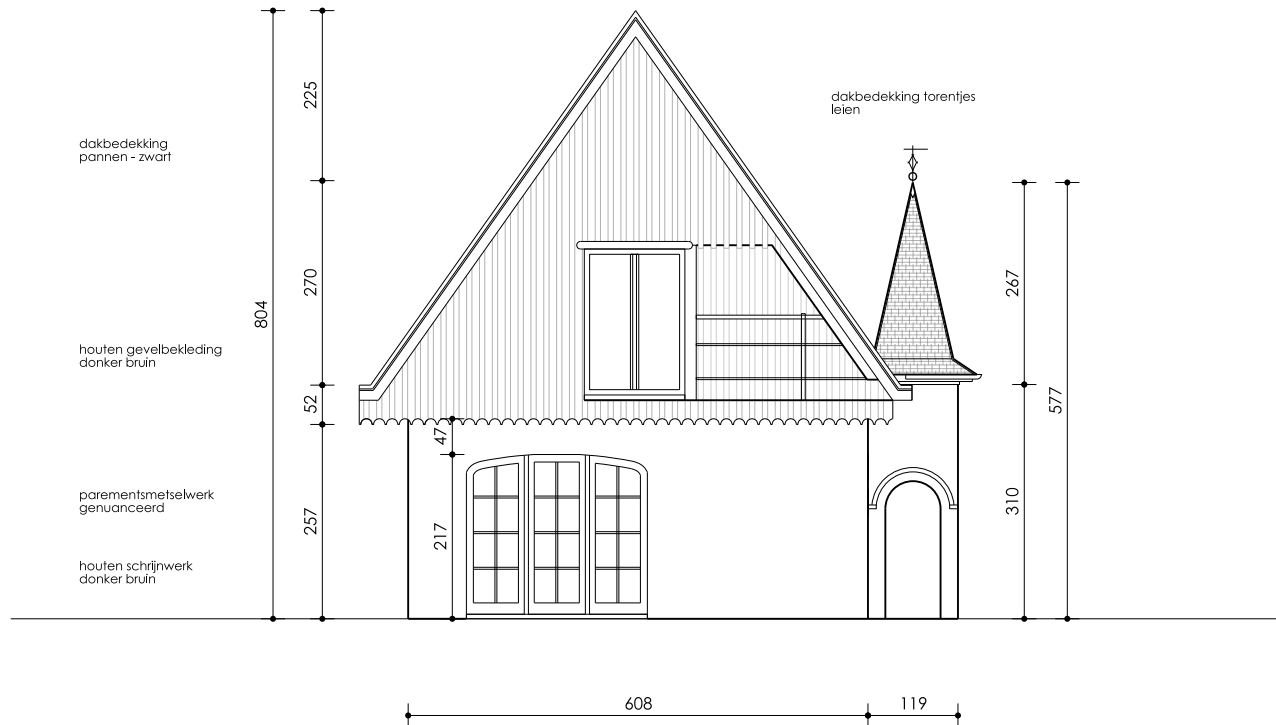 225
dakbedekking torentjes
leien
dakbedekking
pannen - zwart
270
267
804
houten gevelbekleding
donker bruin
52
577
47
parementsmetselwerk
genuanceerd
257
217
310
houten schrijnwerk
donker bruin
608
119